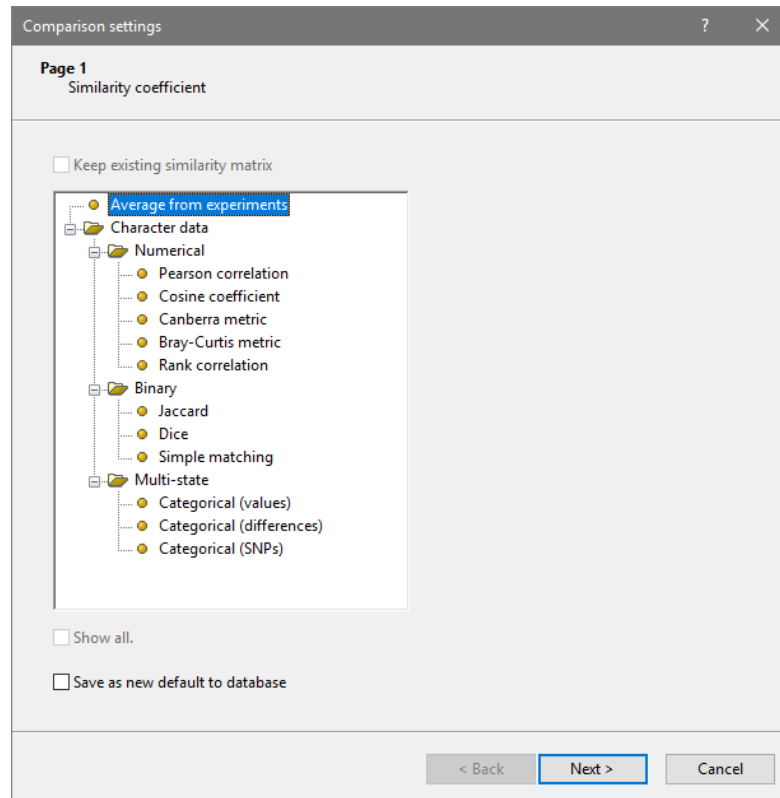 Comparison settings ? ×
Page 1
Similarity coefficient
Keep existing similarity matrix
Average from experiments
Character data
Numerical
Pearson correlation
Cosine coefficient
Canberra metric
Bray-Curtis metric
Rank correlation
Binary
Jaccard
Dice
Simple matching
Multi-state
Categorical (values)
Categorical (differences)
Categorical (SNPs)
Show all.
Save as new default to database
< Back Next > Cancel